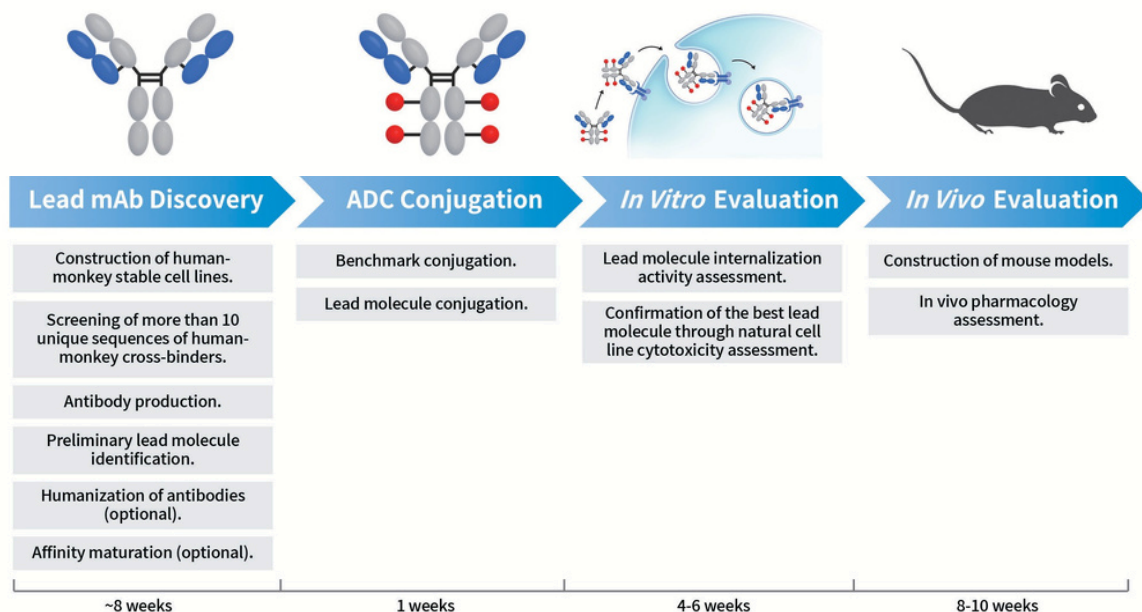 Lead mAb Discovery
ADC Conjugation
In Vitro Evaluation
In Vivo Evaluation
Construction of human-
monkey stable cell lines.
Screening of more than 10
unique sequences of human-
monkey cross-binders.
Antibody production.
Preliminary lead molecule
identification.
Humanization of antibodies
(optional).
Affinity maturation (optional).
Benchmark conjugation.
Lead molecule conjugation.
Lead molecule internalization
activity assessment.
Confirmation of the best lead
molecule through natural cell
line cytotoxicity assessment.
Construction of mouse models.
In vivo pharmacology
assessment.
~8 weeks
1 weeks
4-6 weeks
8-10 weeks